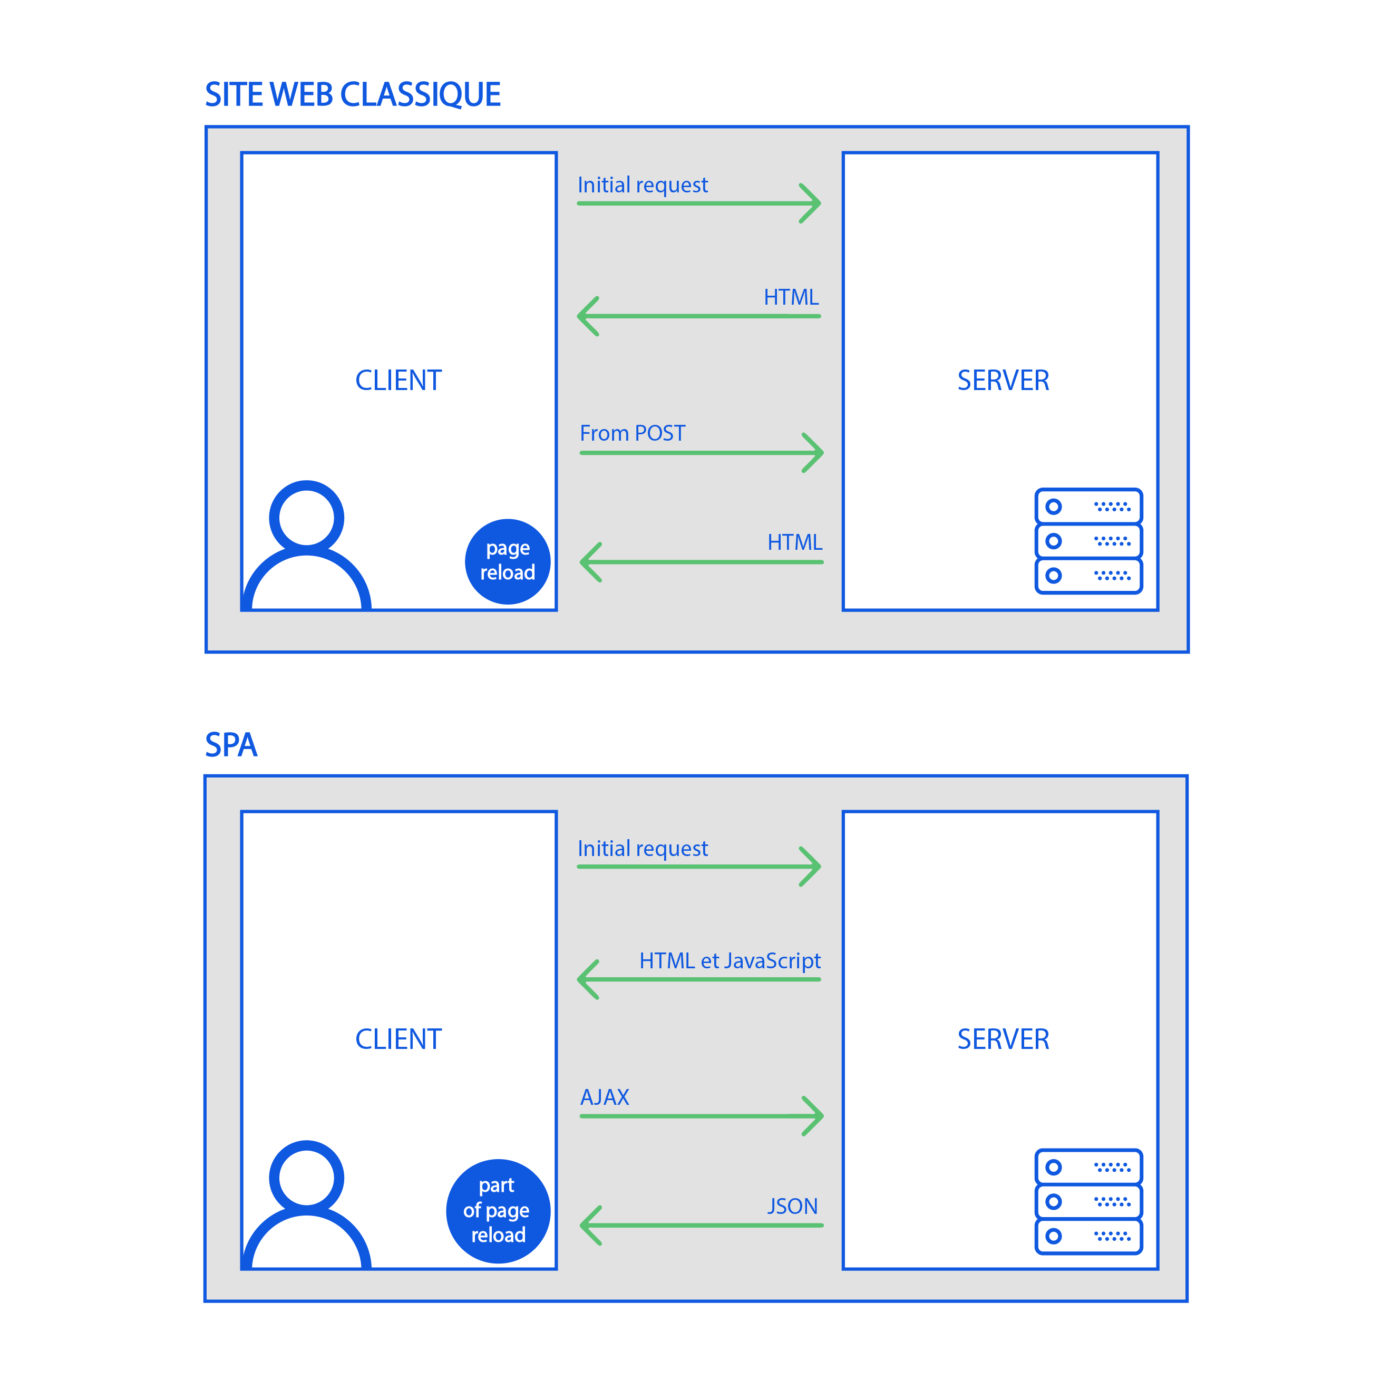 SITE WEB CLASSIQUE
Initial request
HTML
CLIENT
SERVER
From POST
HTML
page
reload
SPA
Initial request
HTML et JavaScript
CLIENT
SERVER
AJAX
JSON
part
of page
reload